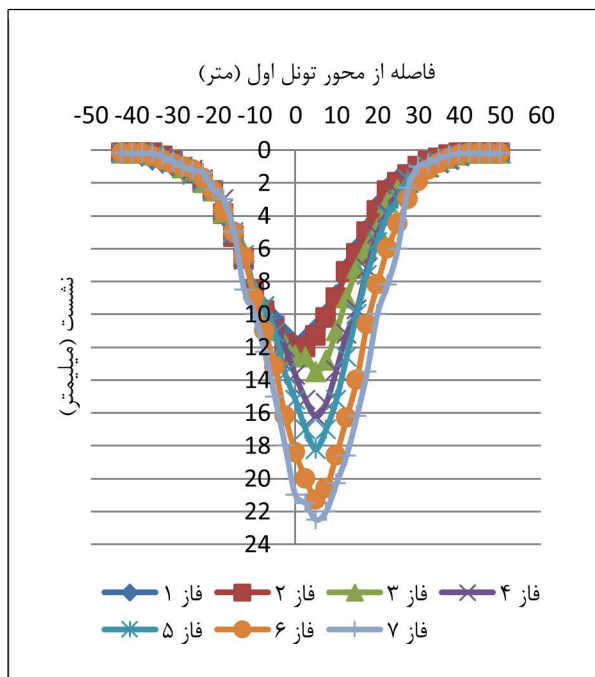 فاصله از محور تونل اول (متر)
-50 -40 -30 -20 -10 0 10 20 30 40 50 60
0
2
4
6
8
10
12
14
16
18
20
22
24
نشست (میلیمتر)
فاز ۱ فاز ۲ فاز ۳ فاز ۴
فاز ۵ فاز ۶ فاز ۷